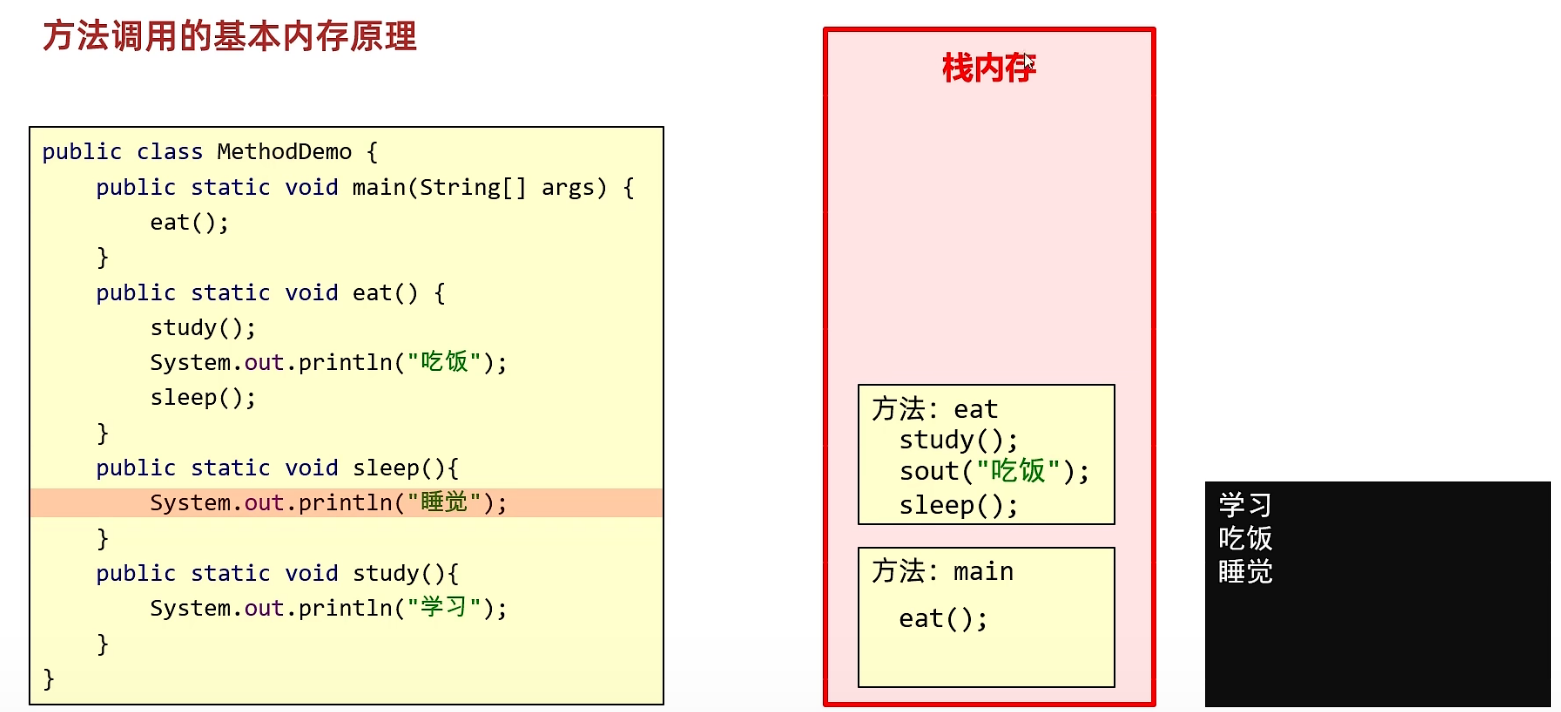 方法调用的基本内存原理
public class MethodDemo {
    public static void main(String[] args) {
        eat();
    }
    public static void eat() {
        study();
        System.out.println("吃饭");
        sleep();
    }
    public static void sleep(){
        System.out.println("睡觉");
    }
    public static void study(){
        System.out.println("学习");
    }
}
栈内存
方法：eat
  study();
  sout("吃饭");
  sleep();
方法：main
  eat();
学习
吃饭
睡觉